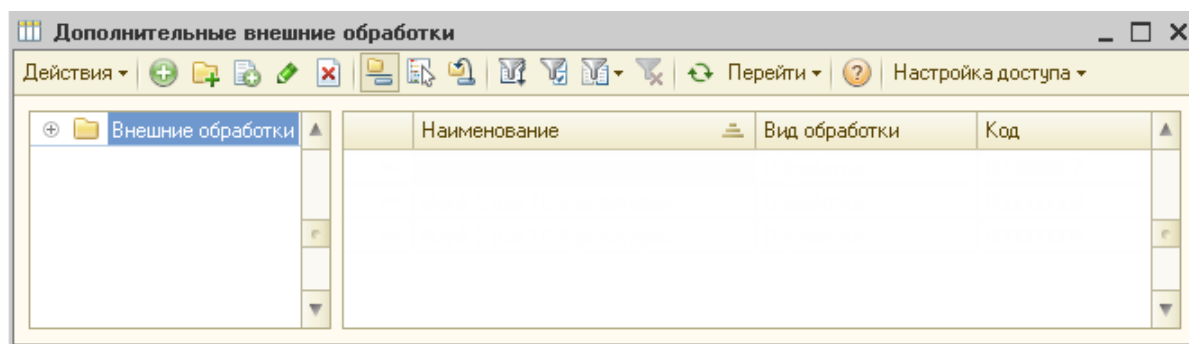 Дополнительные внешние обработки
Действия Перейти Настройка доступа
Внешние обработки Наименование Вид обработки Код